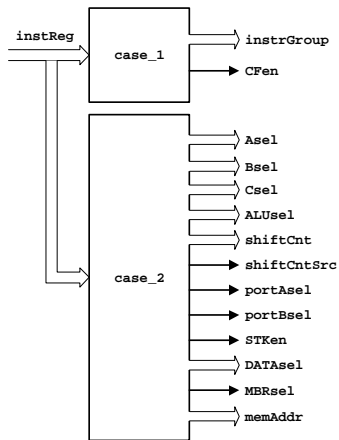 instReg
case_1
instrGroup
CFen
case_2
Asel
Bsel
Csel
ALUsel
shiftCnt
shiftCntSrc
portAsel
portBsel
STKen
DATAsel
MBRsel
memAddr